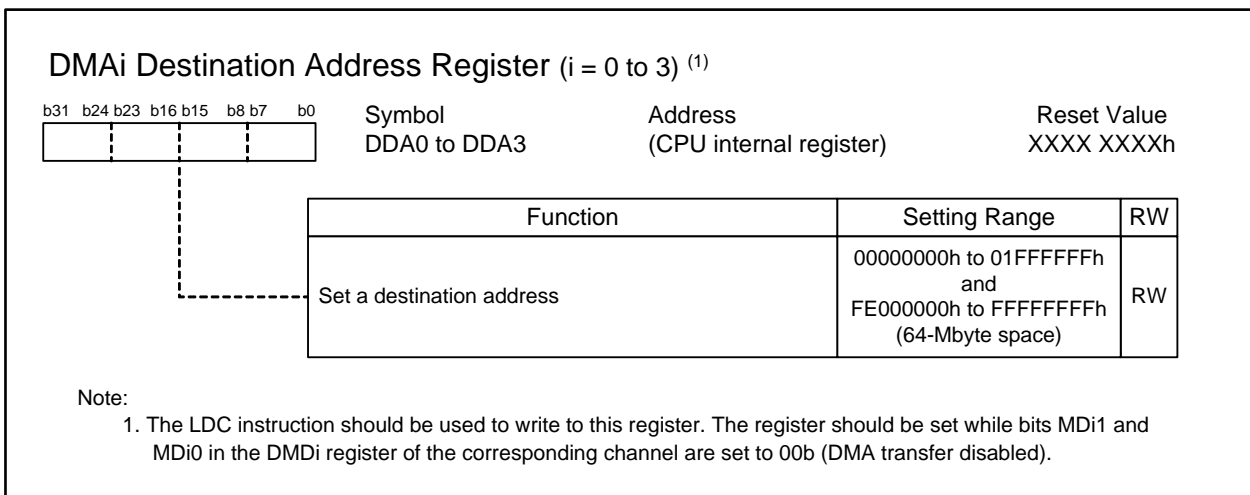 DMAi Destination Address Register (i = 0 to 3) (1)
b31 b24 b23 b16 b15 b8 b7 b0
Symbol Address Reset Value
DDA0 to DDA3 (CPU internal register) XXXX XXXXh
Function Setting Range RW
Set a destination address
00000000h to 01FFFFFFh
and
FE000000h to FFFFFFFFh
(64-Mbyte space)
RW
Note:
1. The LDC instruction should be used to write to this register. The register should be set while bits MDi1 and
MDi0 in the DMDi register of the corresponding channel are set to 00b (DMA transfer disabled).